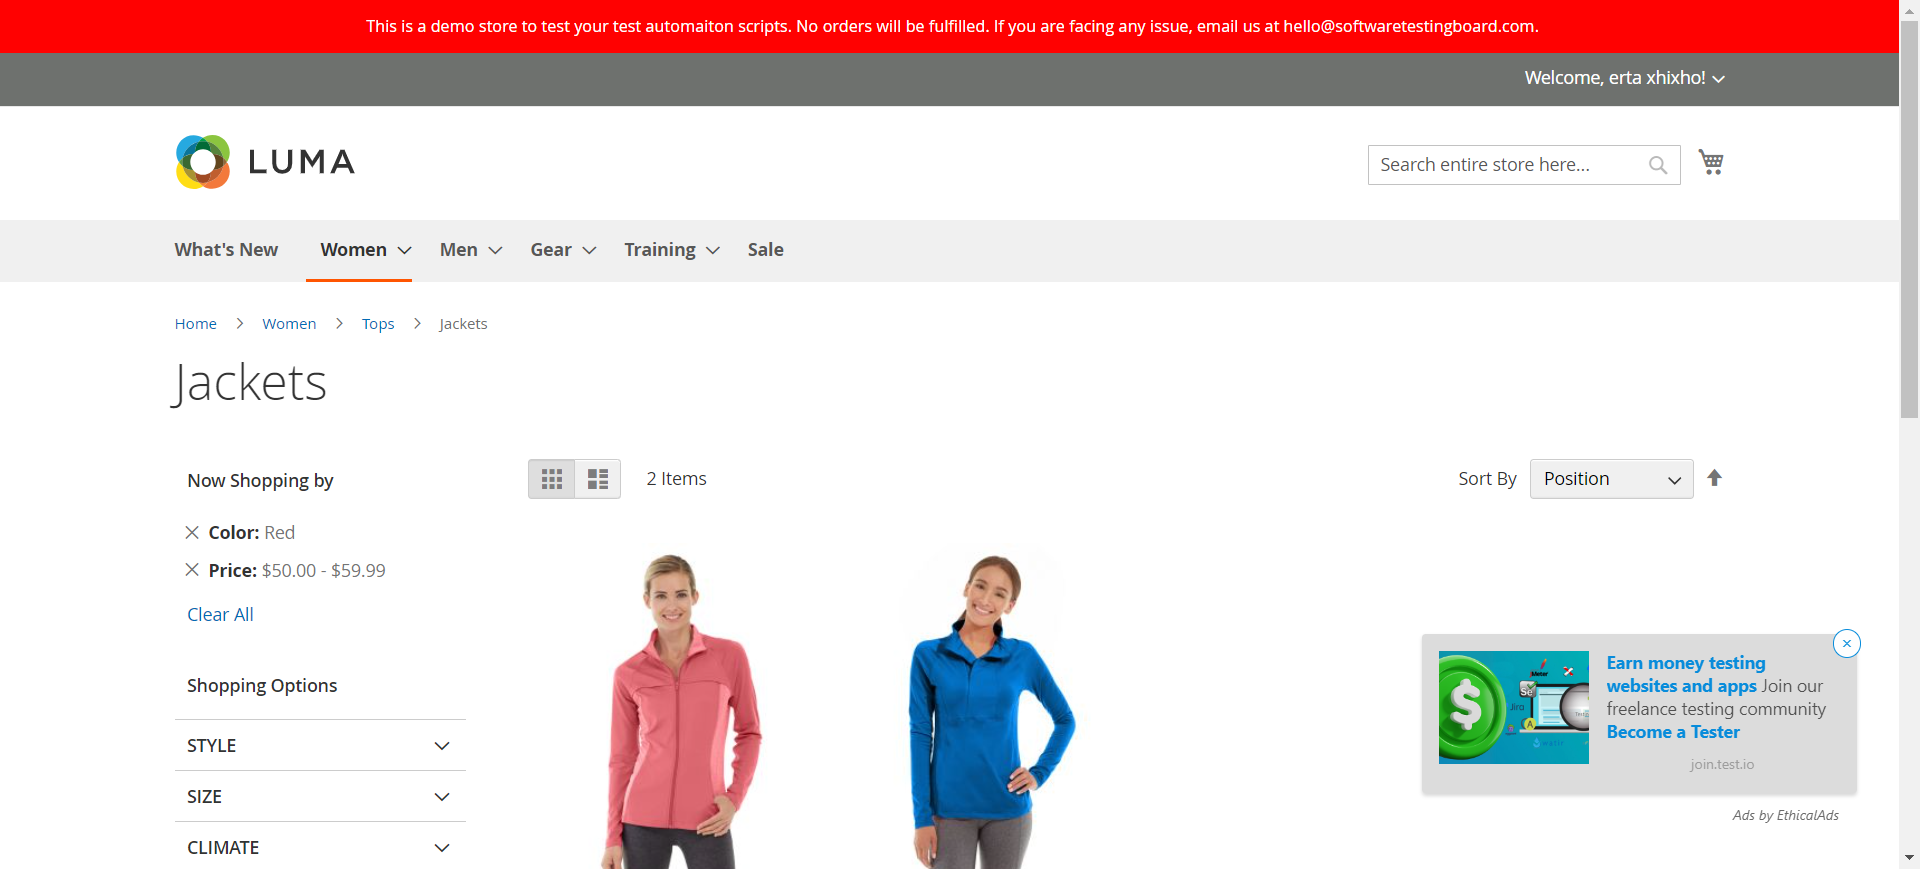 This is a demo store to test your test automaiton scripts. No orders will be fulfilled. If you are facing any issue, email us at hello@softwaretestingboard.com.
Welcome, erta xhixho!
LUMA
Search entire store here...
What's New
Women
Men
Gear
Training
Sale
Home
Women
Tops
Jackets
Jackets
Now Shopping by
Color: Red
Price: $50.00 - $59.99
Clear All
Shopping Options
STYLE
SIZE
CLIMATE
2 Items
Sort By
Position
Earn money testing
websites and apps Join our
freelance testing community
Become a Tester
join.test.io
Ads by EthicalAds